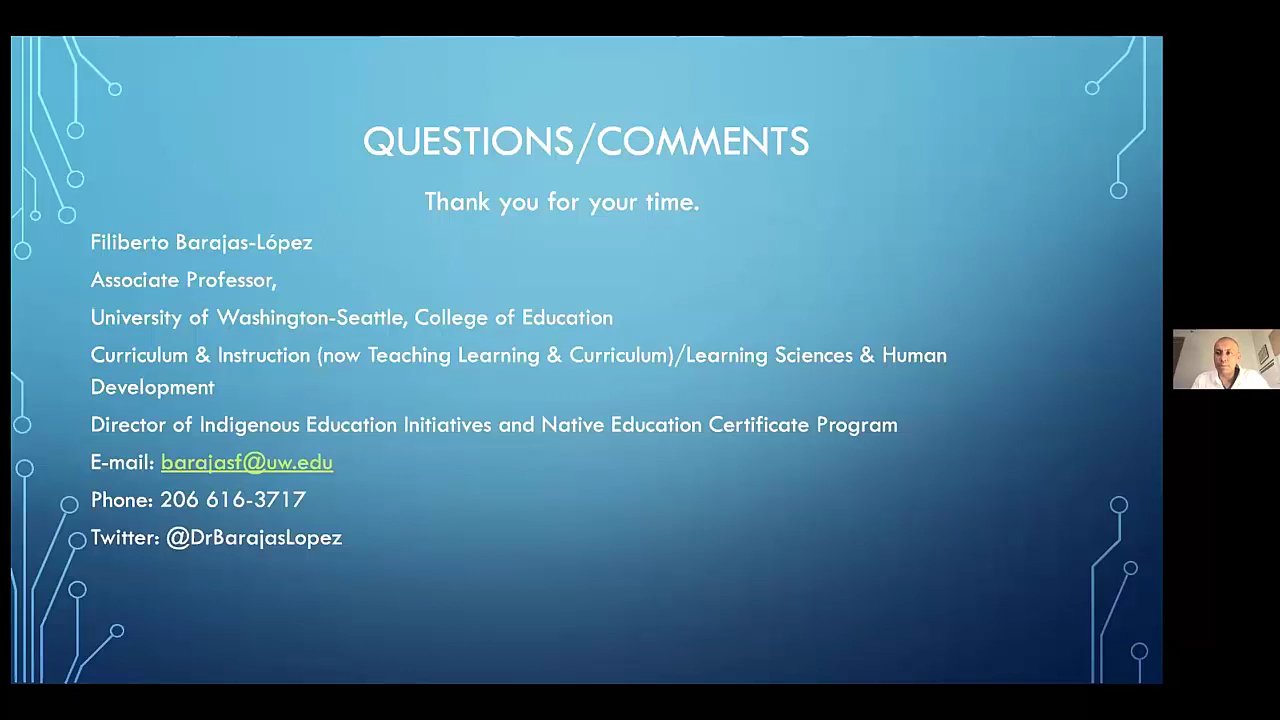 QUESTIONS/COMMENTS
Thank you for your time.
Filiberto Barajas-López
Associate Professor,
University of Washington-Seattle, College of Education
Curriculum & Instruction (now Teaching Learning & Curriculum)/Learning Sciences & Human
Development
Director of Indigenous Education Initiatives and Native Education Certificate Program
E-mail: barajasf@uw.edu
Phone: 206 616-3717
Twitter: @DrBarajasLopez